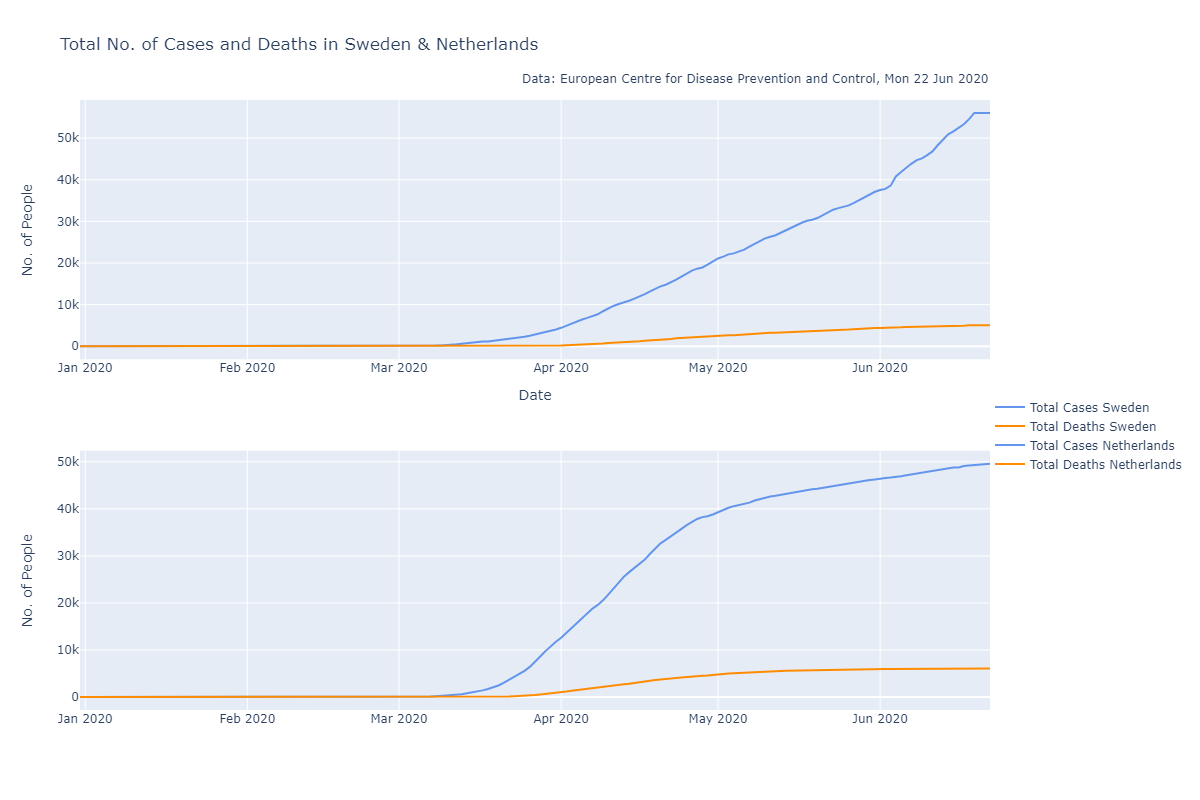 Total No. of Cases and Deaths in Sweden & Netherlands
Data: European Centre for Disease Prevention and Control, Mon 22 Jun 2020
No. of People
50k
40k
30k
20k
10k
0
Jan 2020 Feb 2020 Mar 2020 Apr 2020 May 2020 Jun 2020
Date
Total Cases Sweden
Total Deaths Sweden
Total Cases Netherlands
Total Deaths Netherlands
No. of People
50k
40k
30k
20k
10k
0
Jan 2020 Feb 2020 Mar 2020 Apr 2020 May 2020 Jun 2020